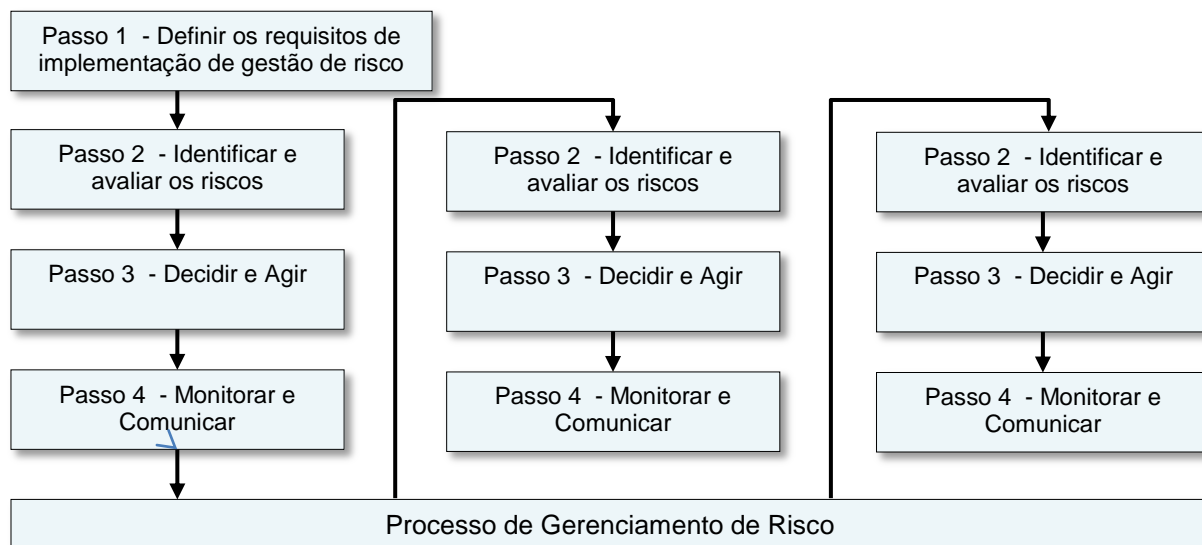 Passo 1 - Definir os requisitos de
implementação de gestão de risco
Passo 2 - Identificar e
avaliar os riscos
Passo 3 - Decidir e Agir
Passo 4 - Monitorar e
Comunicar
Passo 2 - Identificar e
avaliar os riscos
Passo 3 - Decidir e Agir
Passo 4 - Monitorar e
Comunicar
Passo 2 - Identificar e
avaliar os riscos
Passo 3 - Decidir e Agir
Passo 4 - Monitorar e
Comunicar
Processo de Gerenciamento de Risco